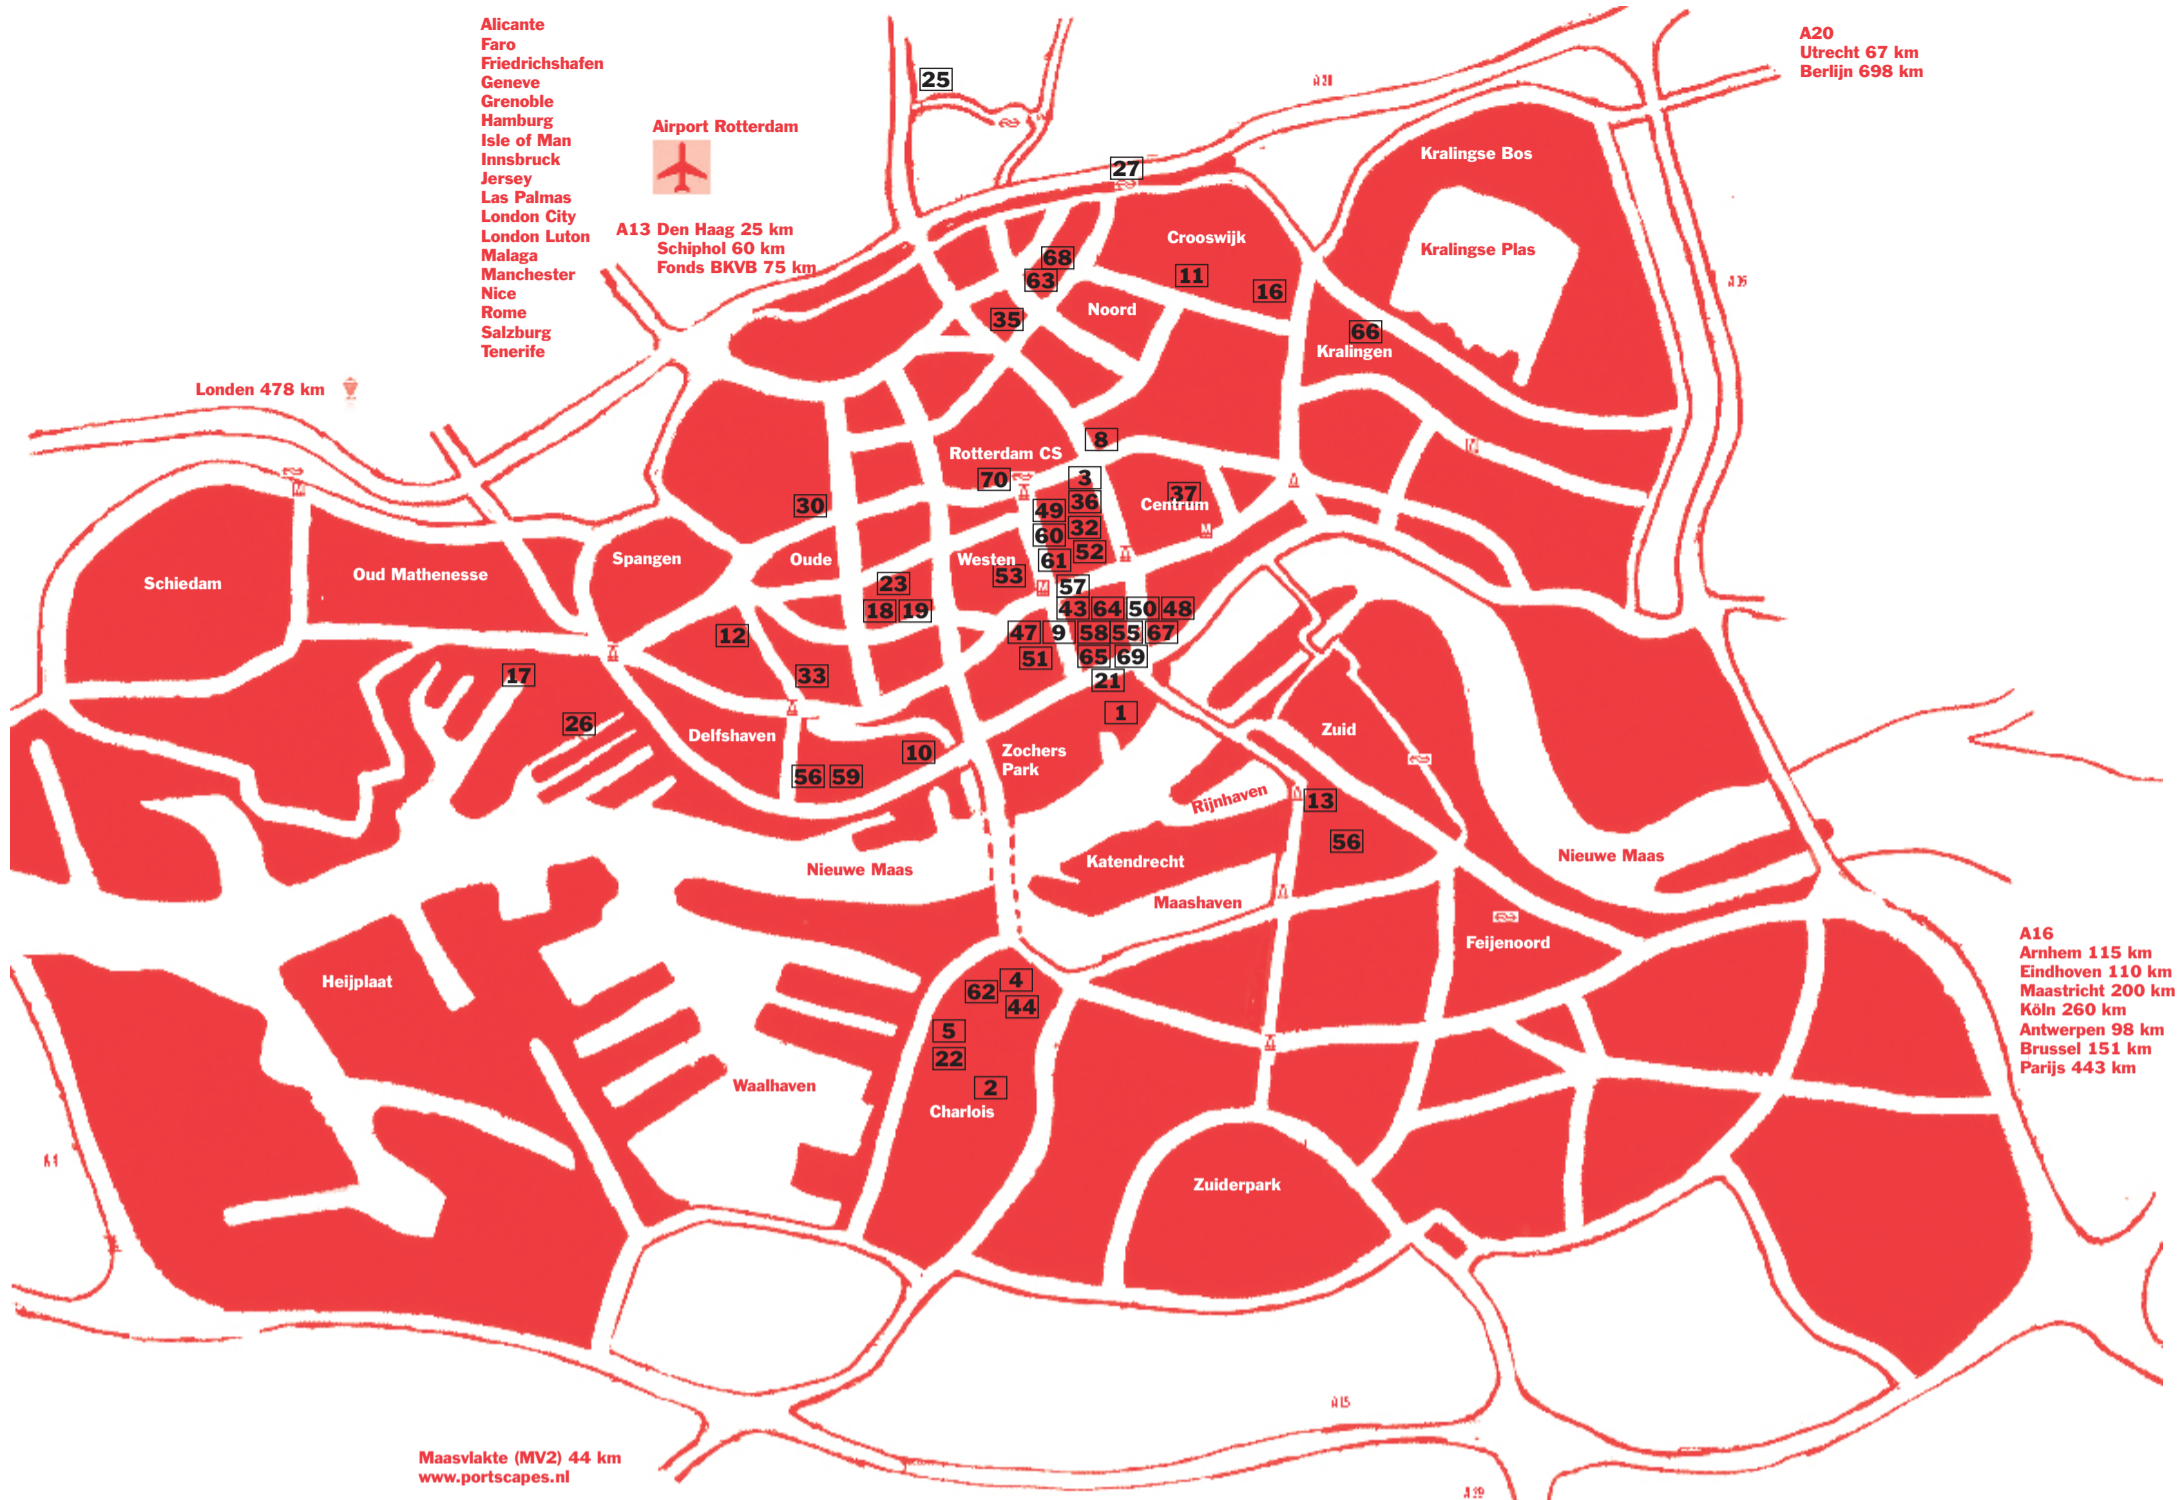 Alicante
Faro
Friedrichshafen
Geneve
Grenoble
Hamburg
Isle of Man
Innsbruck
Jersey
Las Palmas
London City
London Luton
Malaga
Manchester
Nice
Rome
Salzburg
Tenerife
Airport Rotterdam
A13 Den Haag 25 km
Schiphol 60 km
Fonds BKVB 75 km
A20
Utrecht 67 km
Berlijn 698 km
25
A 20
27
Kralingse Bos
Crooswijk
Kralingse Plas
68
63
11
16
35
Noord
66
Kralingen
Londen 478 km
8
M
Rotterdam CS
70
3
37
Centrum
M
30
49
36
60
32
61
52
M
Schiedam
Oud Mathenesse
Spangen
Oude
Westen
53
M
23
57
18
19
43
64
50
48
12
47
9
58
55
67
51
65
69
17
33
21
26
1
Delfshaven
10
Zochers
Park
Zuid
56
59
Rijnhaven
13
56
Nieuwe Maas
Katendrecht
Nieuwe Maas
Maashaven
Feijenoord
A16
Arnhem 115 km
Eindhoven 110 km
Maastricht 200 km
Köln 260 km
Antwerpen 98 km
Brussel 151 km
Parijs 443 km
Heijplaat
4
62
44
5
22
Waalhaven
2
Charlois
Zuiderpark
A15
Maasvlakte (MV2) 44 km
www.portscapes.nl